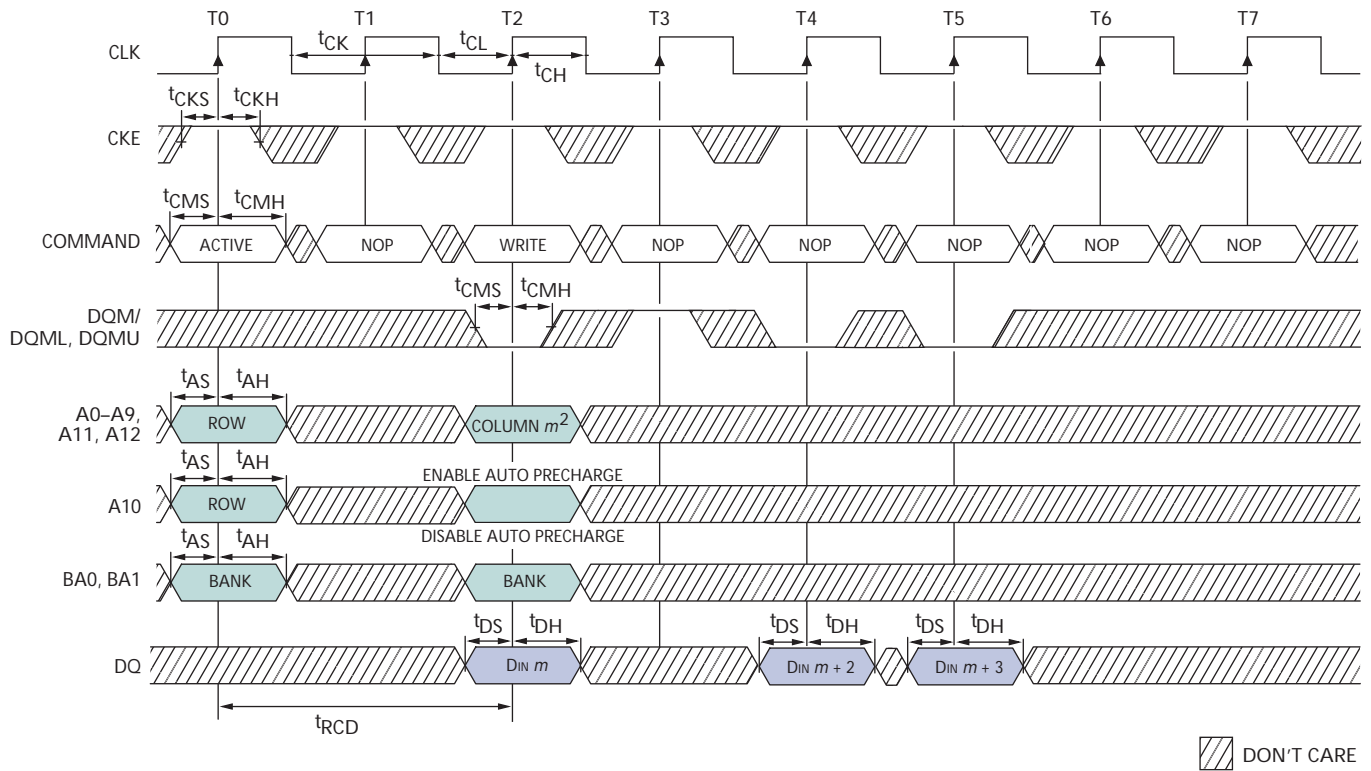 T0 T1 T2 T3 T4 T5 T6 T7
CLK
tCK tCL
tCH
tCKS tCKH
CKE
tCMS tCMH
COMMAND ACTIVE NOP WRITE NOP NOP NOP NOP NOP
tCMS tCMH
DQM/
DQML, DQMU
tAS tAH
A0–A9,
A11, A12
ROW COLUMN m2
tAS tAH
ENABLE AUTO PRECHARGE
A10 ROW
DISABLE AUTO PRECHARGE
tAS tAH
BA0, BA1 BANK BANK
tDS tDH tDS tDH tDS tDH
DQ DIN m DIN m + 2 DIN m + 3
tRCD
DON'T CARE